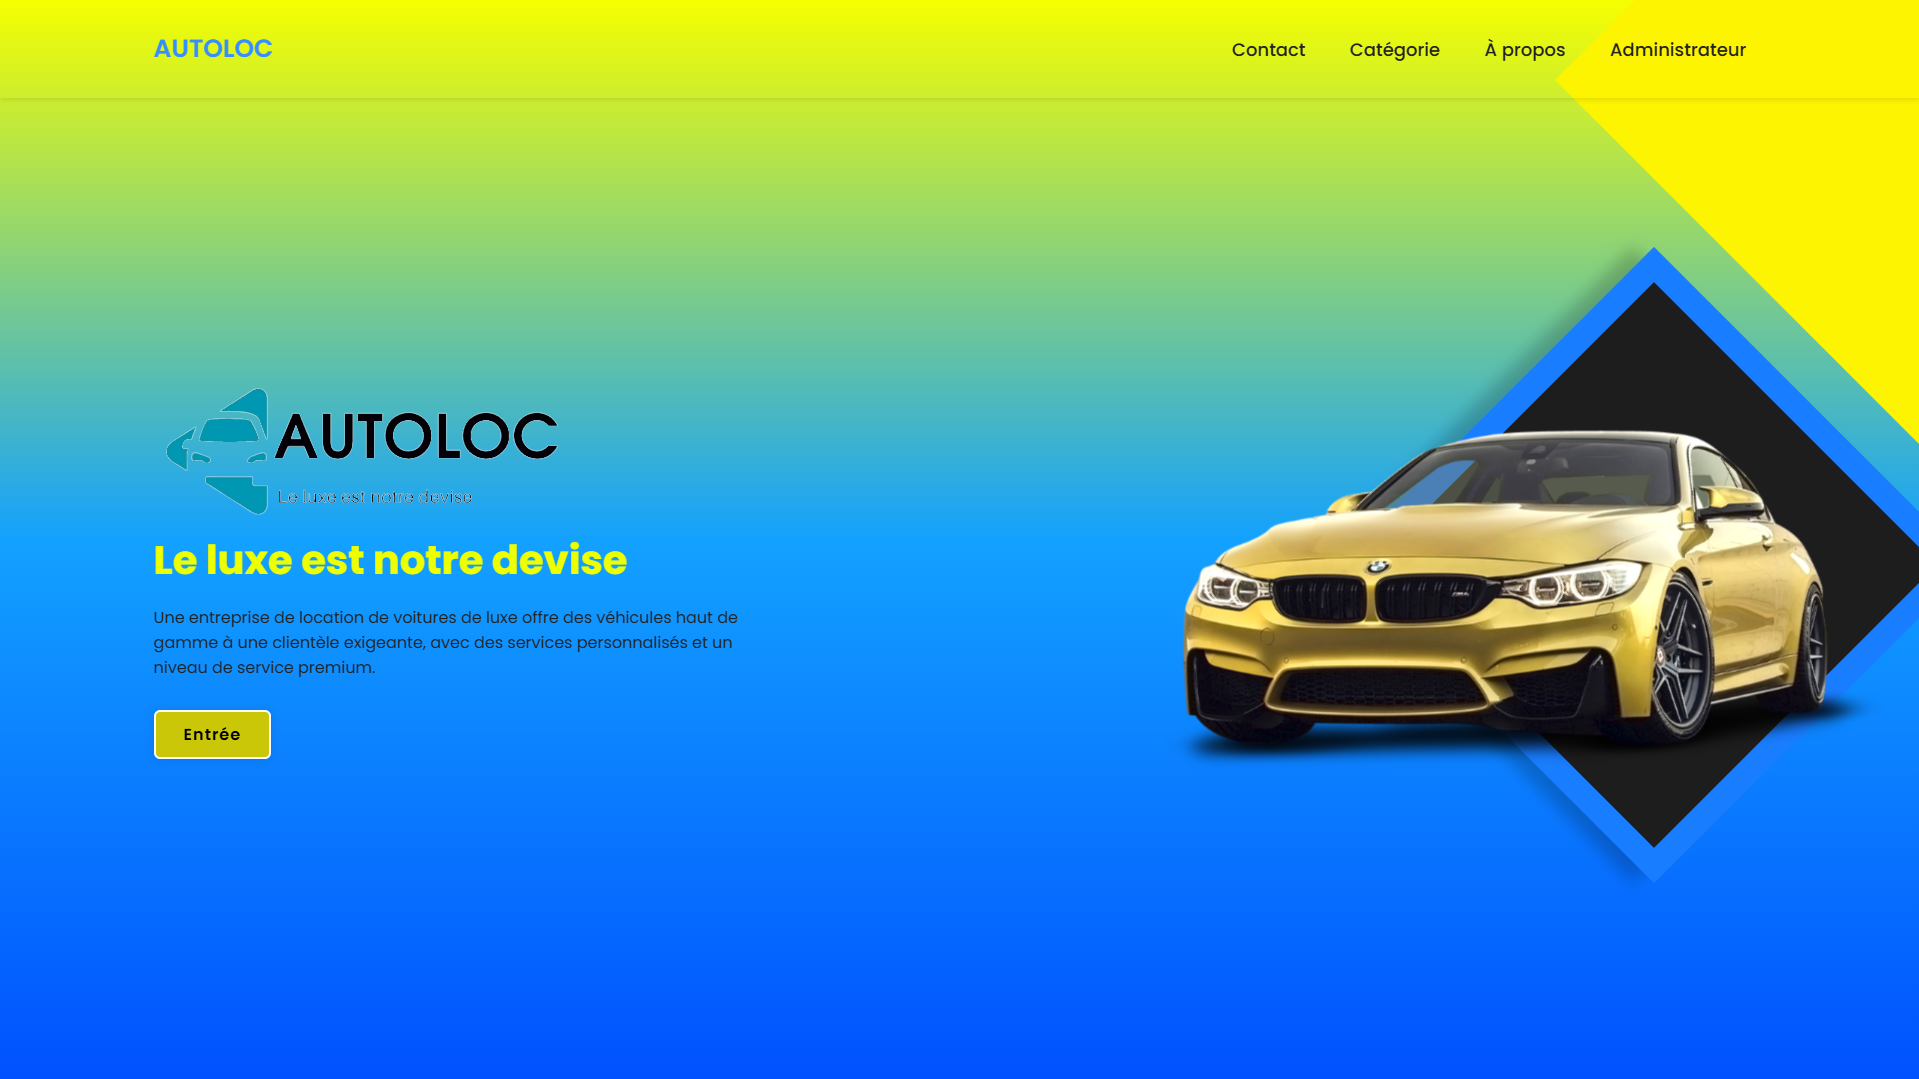 AUTOLOC
Contact Catégorie À propos Administrateur
AUTOLOC
Le luxe est notre devise
Le luxe est notre devise
Une entreprise de location de voitures de luxe offre des véhicules haut de
gamme à une clientèle exigeante, avec des services personnalisés et un
niveau de service premium.
Entrée